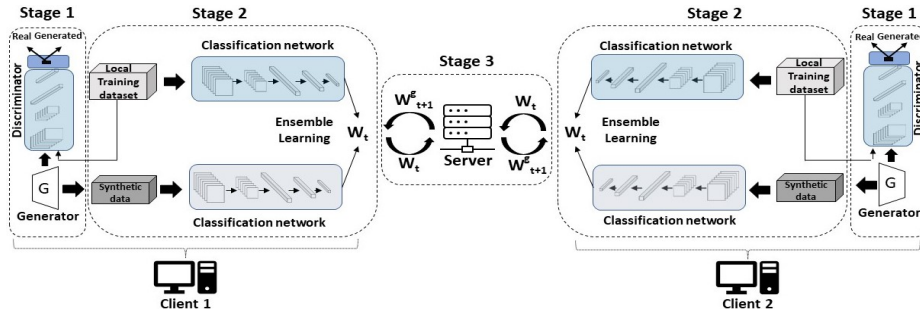 Stage 1
Stage 2
Stage 3
Stage 2
Stage 1
Real Generated
Discriminator
G
Generator
Local
Training
dataset
Synthetic
data
Classification network
Ensemble
Learning
Classification network
W_t
W^g_{t+1}
W_t
Server
W_t
W^g_{t+1}
W_t
Classification network
Ensemble
Learning
Classification network
Local
Training
dataset
Synthetic
data
Real Generated
Discriminator
G
Generator
Client 1
Client 2